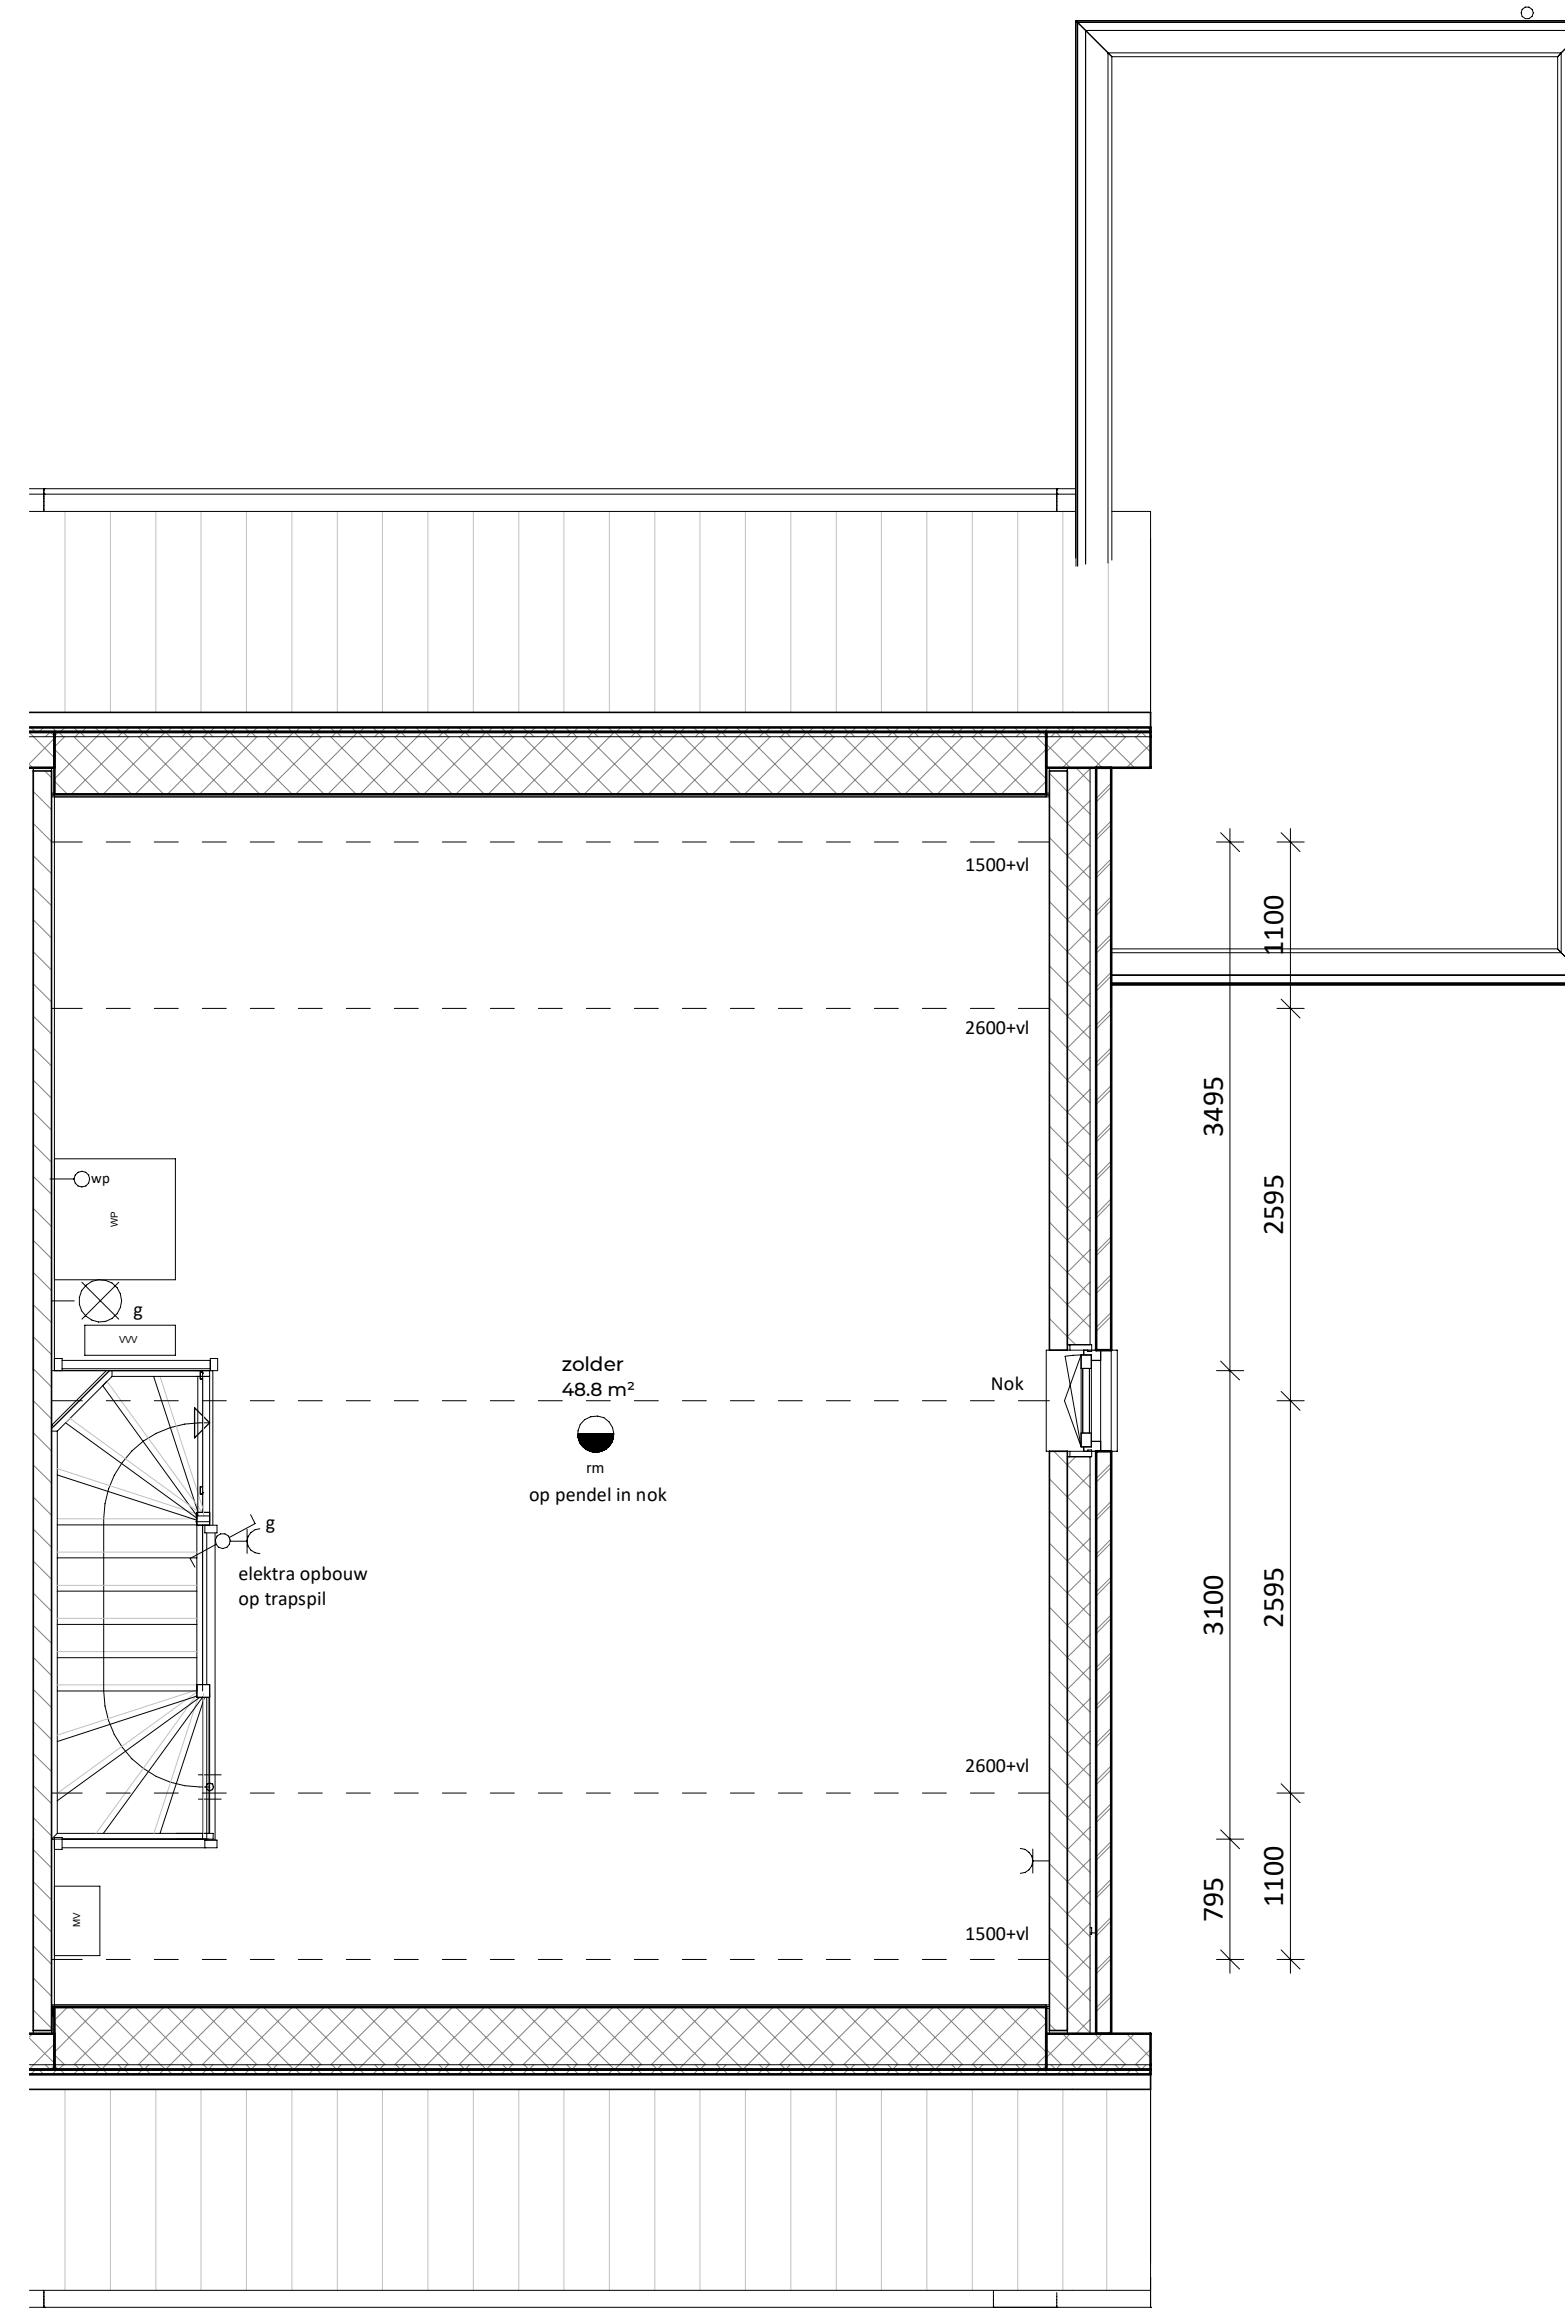 1500+vl
1100
2600+vl
3495
wp
WP
2595
g
VVV
zolder
48.8 m²
Nok
rm
op pendel in nok
g
elektra opbouw
op trapspil
3100
2595
2600+vl
795
1100
MV
1500+vl